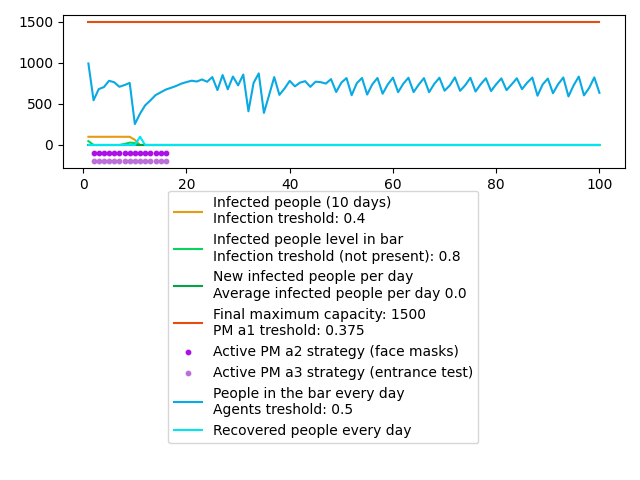 1500
1000
500
0
0 20 40 60 80 100
Infected people (10 days)
Infection treshold: 0.4
Infected people level in bar
Infection treshold (not present): 0.8
New infected people per day
Average infected people per day 0.0
Final maximum capacity: 1500
PM a1 treshold: 0.375
Active PM a2 strategy (face masks)
Active PM a3 strategy (entrance test)
People in the bar every day
Agents treshold: 0.5
Recovered people every day